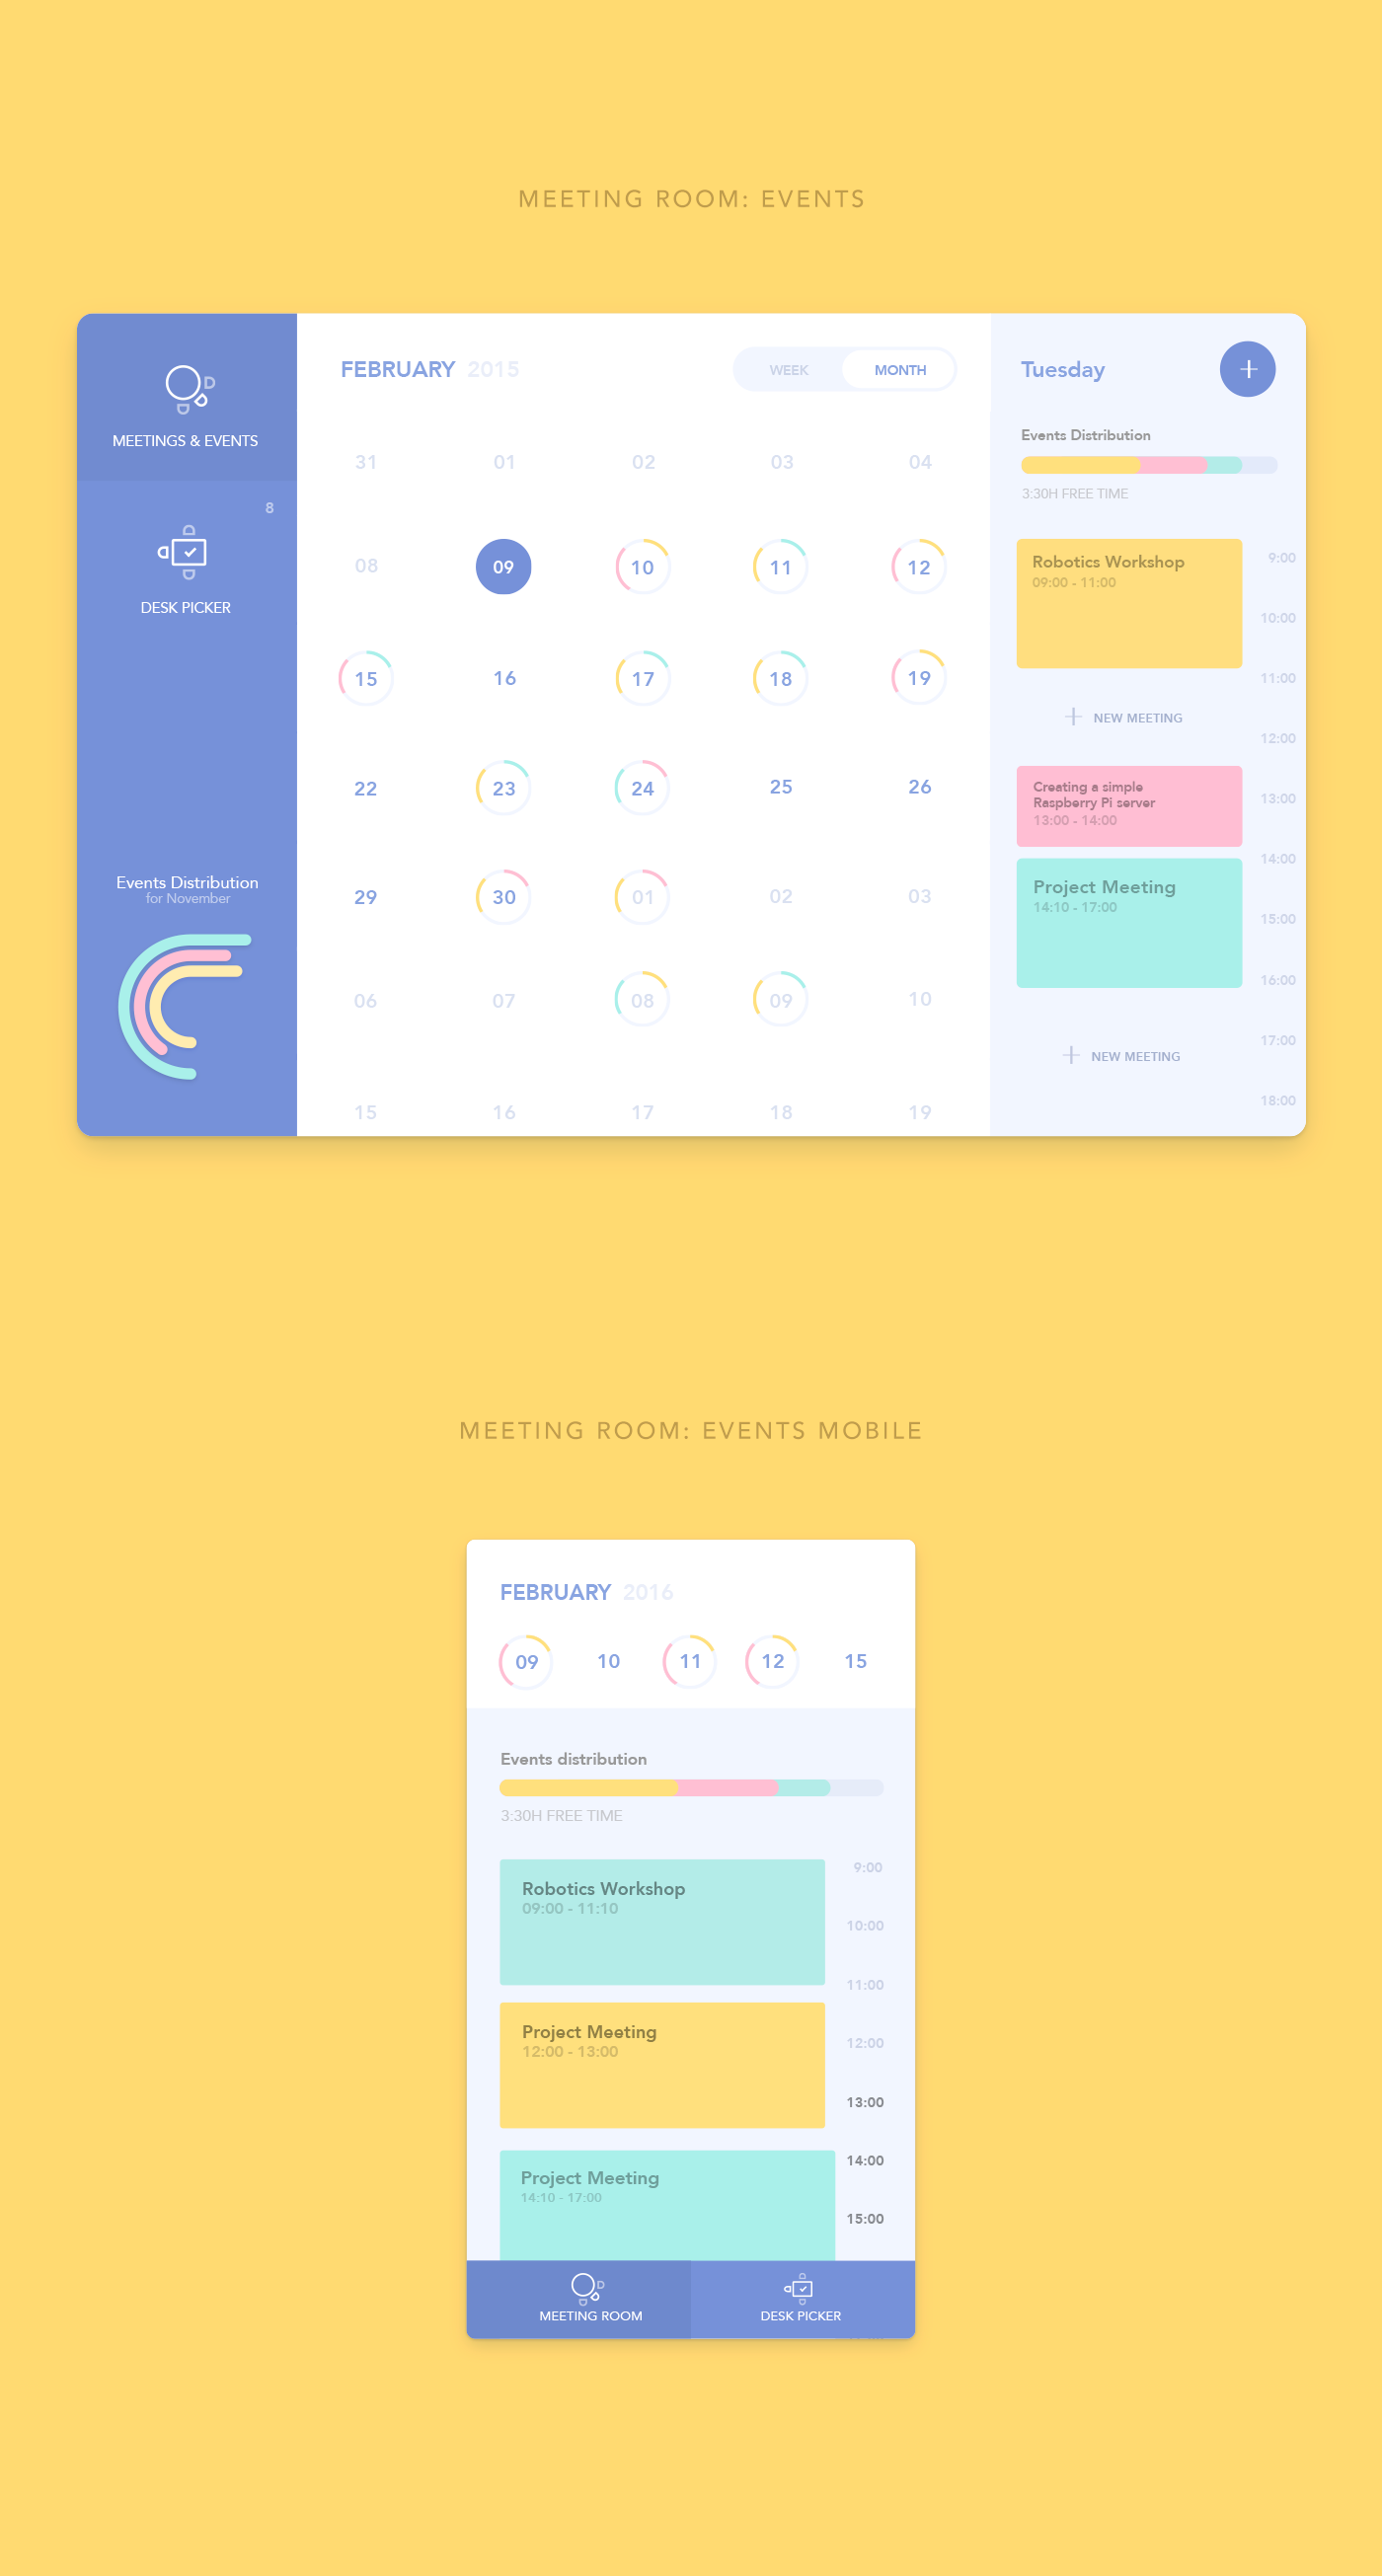 MEETING ROOM: EVENTS
MEETINGS & EVENTS
8
DESK PICKER
Events Distribution
for November
FEBRUARY 2015
WEEK MONTH
31 01 02 03 04
08 09 10 11 12
15 16 17 18 19
22 23 24 25 26
29 30 01 02 03
06 07 08 09 10
15 16 17 18 19
Tuesday
Events Distribution
3:30H FREE TIME
Robotics Workshop
09:00 - 11:00
NEW MEETING
Creating a simple
Raspberry Pi server
13:00 - 14:00
Project Meeting
14:10 - 17:00
NEW MEETING
9:00
10:00
11:00
12:00
13:00
14:00
15:00
16:00
17:00
18:00
MEETING ROOM: EVENTS MOBILE
FEBRUARY 2016
09 10 11 12 15
Events distribution
3:30H FREE TIME
Robotics Workshop
09:00 - 11:10
Project Meeting
12:00 - 13:00
Project Meeting
14:10 - 17:00
9:00
10:00
11:00
12:00
13:00
14:00
15:00
MEETING ROOM
DESK PICKER